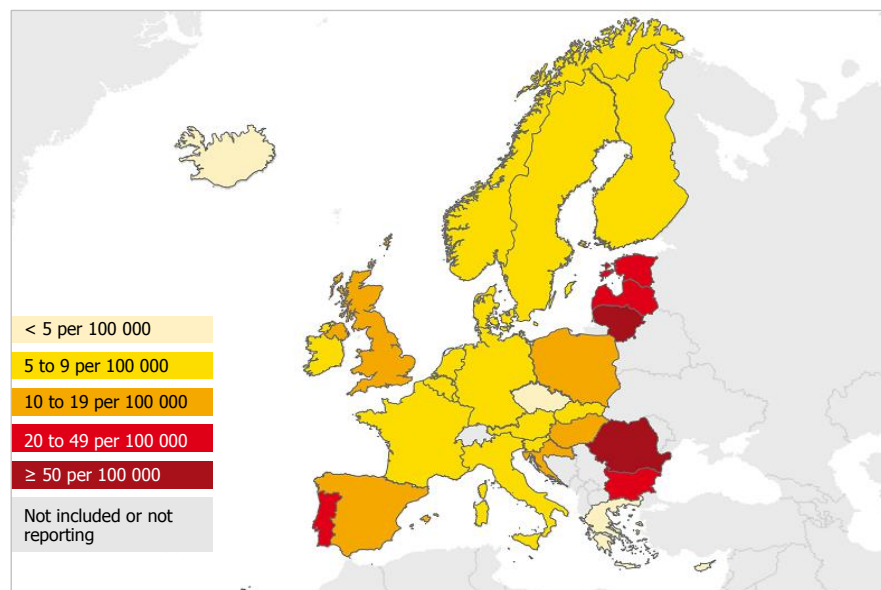 < 5 per 100 000
5 to 9 per 100 000
10 to 19 per 100 000
20 to 49 per 100 000
≥ 50 per 100 000
Not included or not
reporting